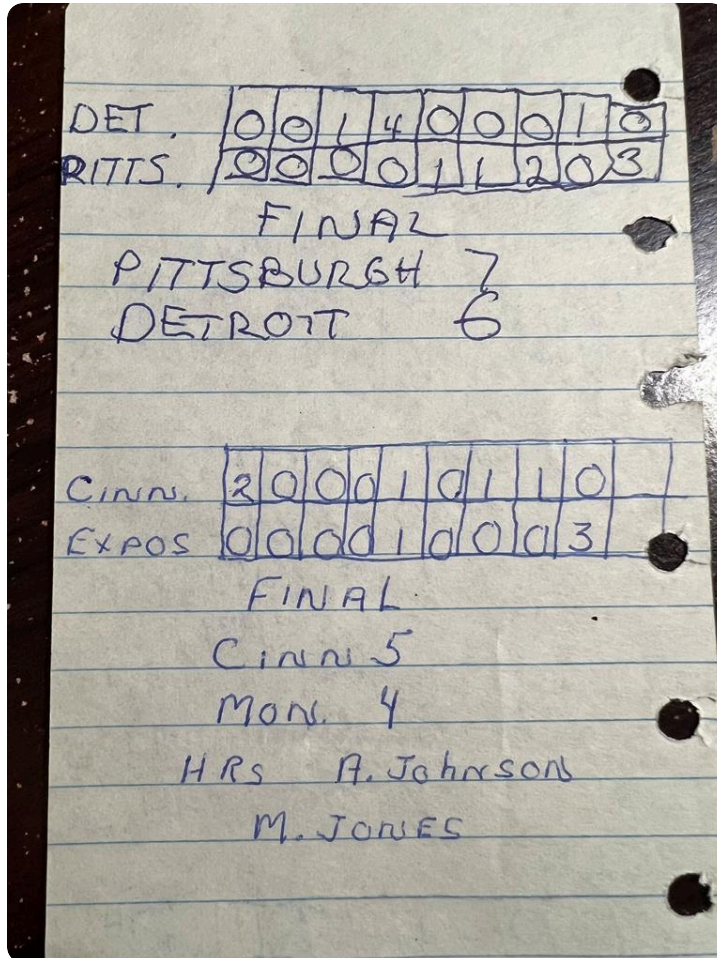 DET. 0 0 1 4 0 0 0 1 0
PITTS. 0 0 0 0 1 1 2 0 3
FINAL
PITTSBURGH 7
DETROIT 6
CINN. 2 0 0 0 1 0 1 1 0
EXPOS 0 0 0 0 1 0 0 0 3
FINAL
CINN 5
MON. 4
HRs A. Johnson
M. JONES